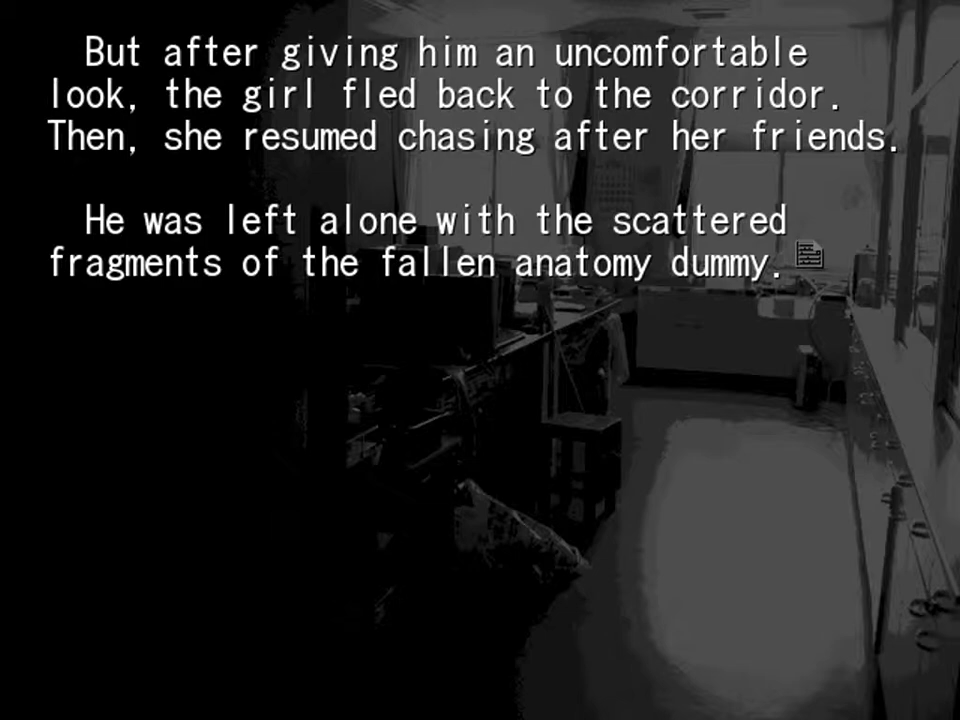 But after giving him an uncomfortable
look, the girl fled back to the corridor.
Then, she resumed chasing after her friends.
He was left alone with the scattered
fragments of the fallen anatomy dummy.